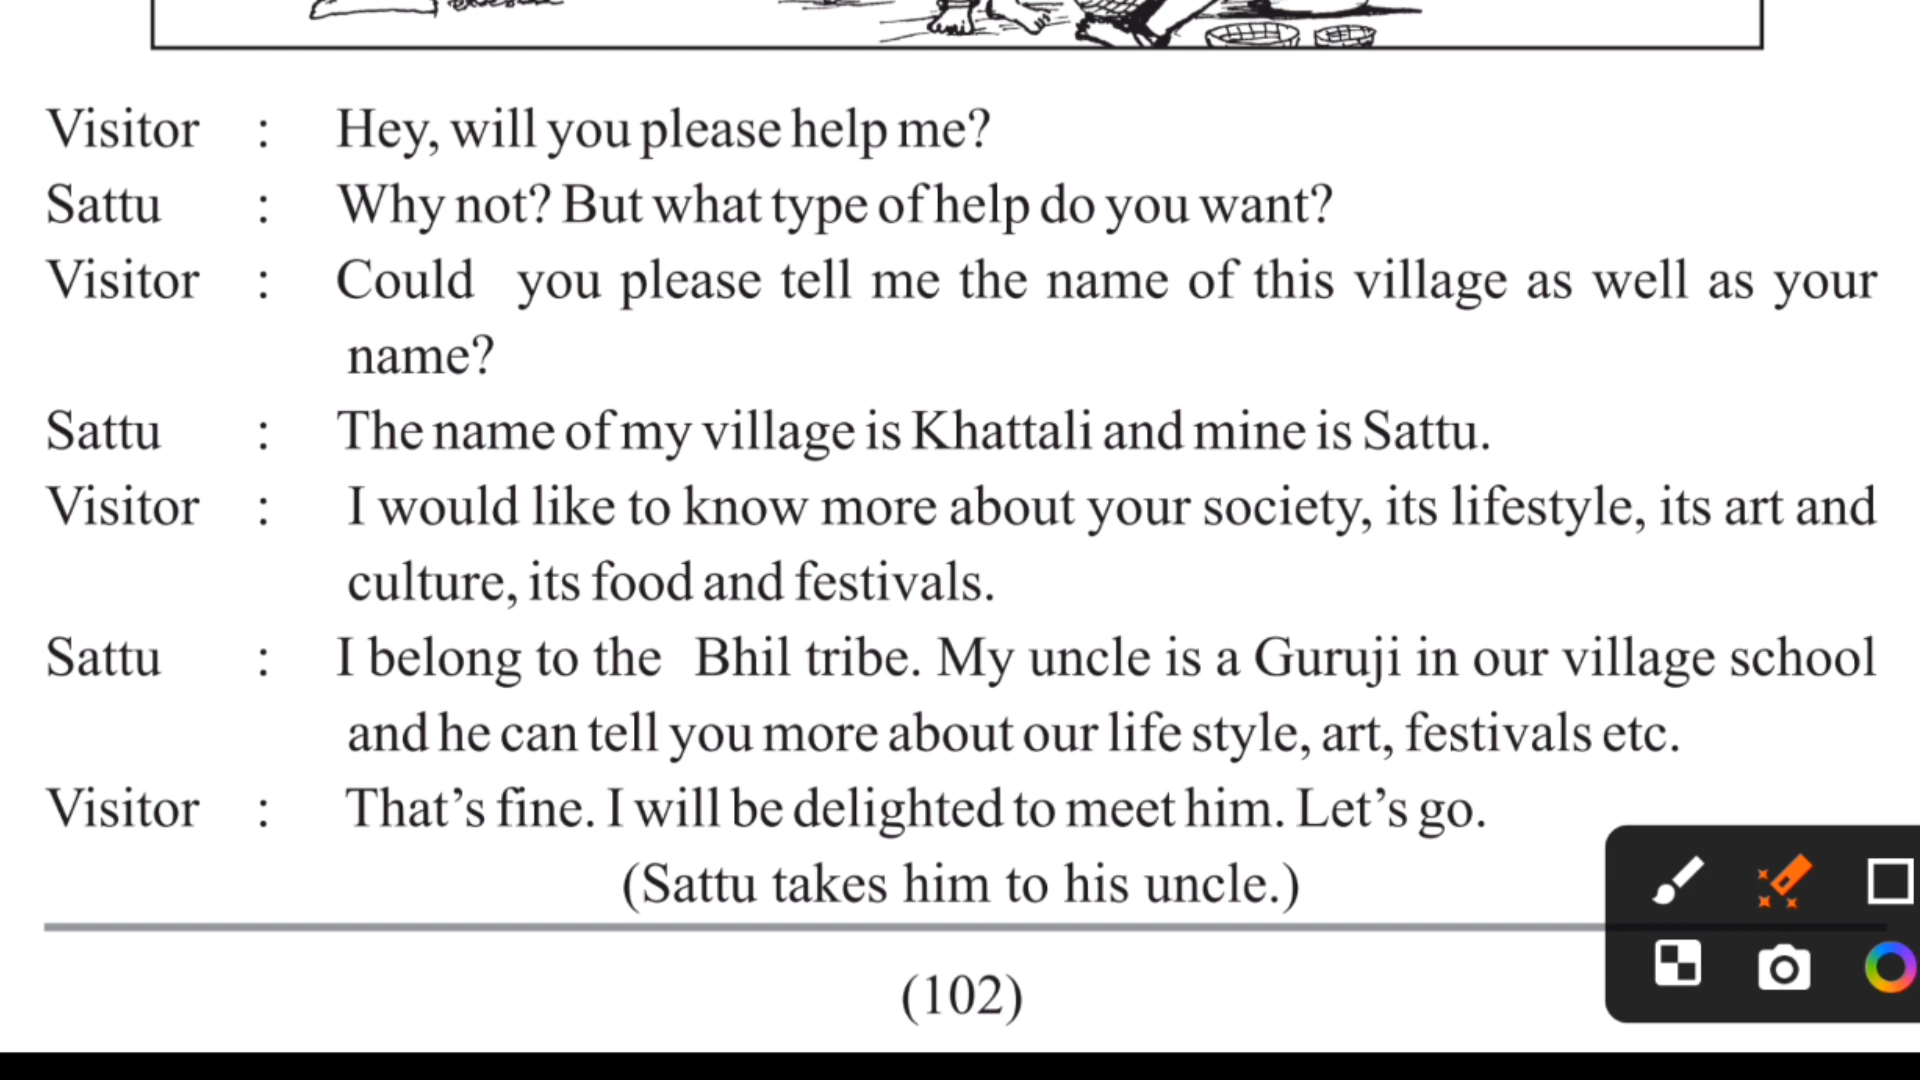 Visitor : Hey, will you please help me?
Sattu : Why not? But what type of help do you want?
Visitor : Could you please tell me the name of this village as well as your
name?
Sattu : The name of my village is Khattali and mine is Sattu.
Visitor : I would like to know more about your society, its lifestyle, its art and
culture, its food and festivals.
Sattu : I belong to the Bhil tribe. My uncle is a Guruji in our village school
and he can tell you more about our life style, art, festivals etc.
Visitor : That’s fine. I will be delighted to meet him. Let’s go.
(Sattu takes him to his uncle.)
(102)